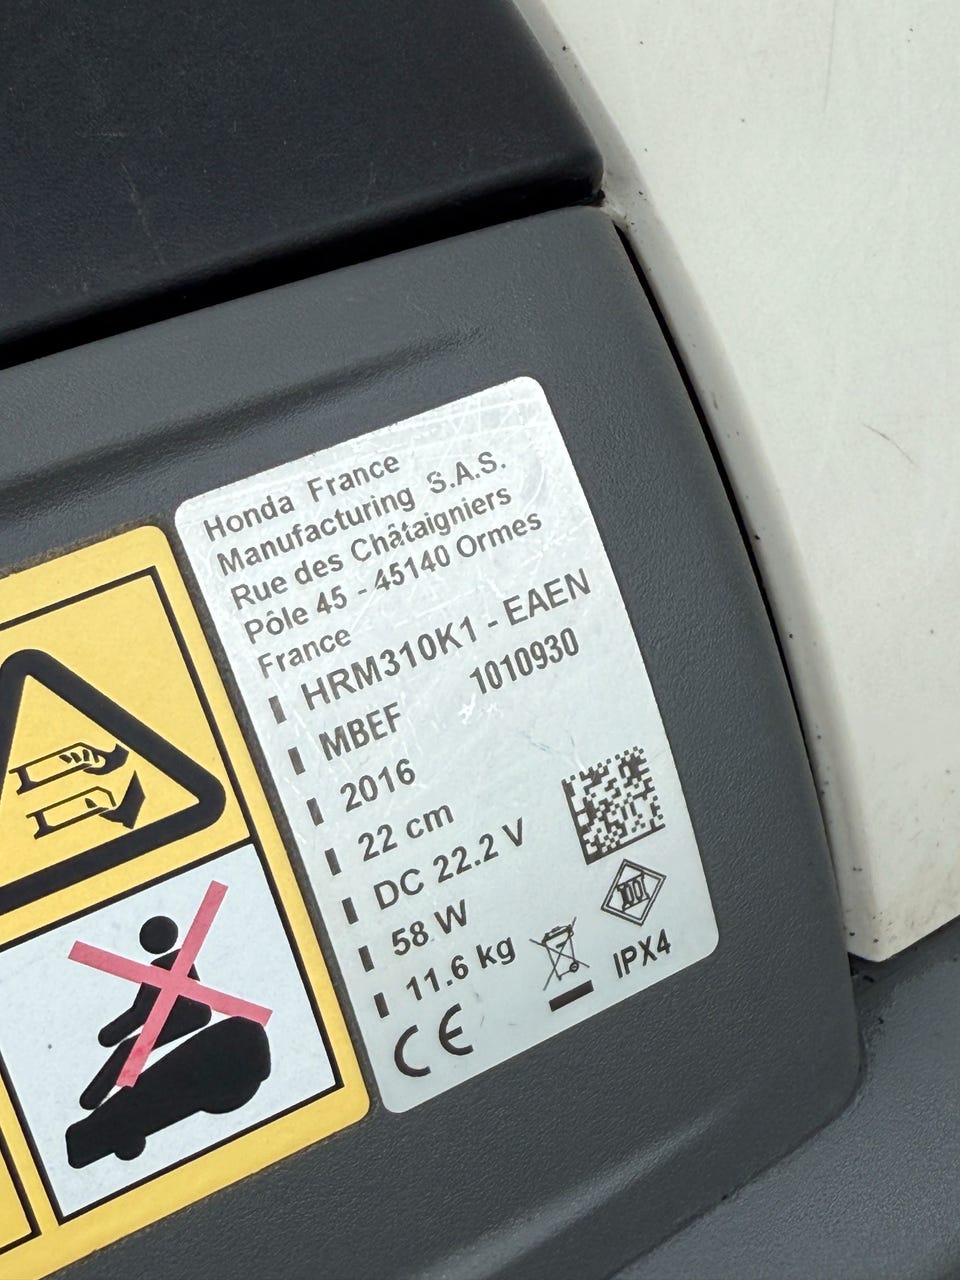 Honda France
Manufacturing S.A.S.
Rue des Châtaigniers
Pôle 45 - 45140 Ormes
France
HRM310K1 - EAEN
MBEF 1010930
2016
22 cm
DC 22.2 V
58 W
11.6 kg
IPX4
CE